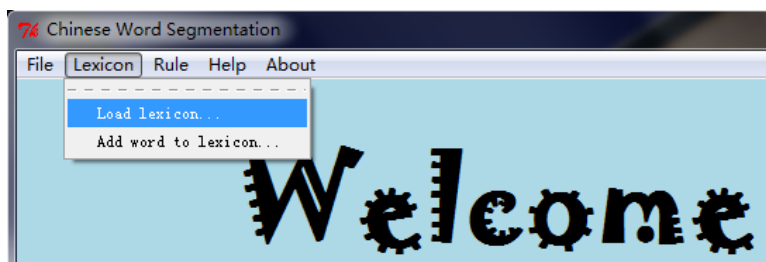 Chinese Word Segmentation
File Lexicon Rule Help About
Load lexicon...
Add word to lexicon...
Welcome